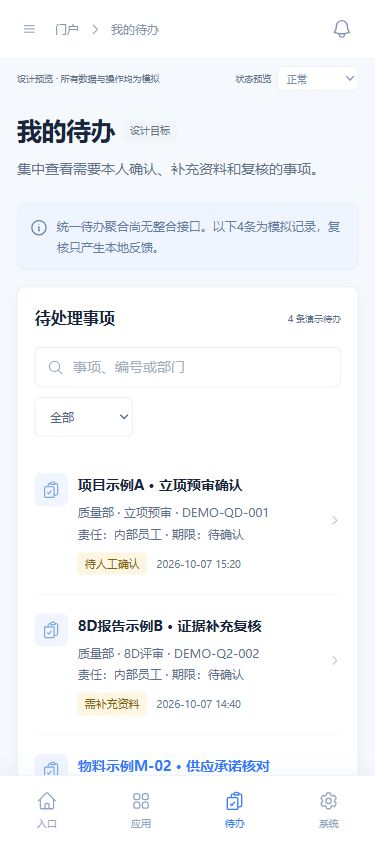 门户 > 我的待办
设计预览 · 所有数据与操作均为模拟 状态预览 正常
我的待办 设计目标
集中查看需要本人确认、补充资料和复核的事项。
统一待办聚合尚无整合接口。以下4条为模拟记录，复
核只产生本地反馈。
待处理事项 4 条演示待办
事项、编号或部门
全部
项目示例A • 立项预审确认
质量部 · 立项预审 · DEMO-QD-001
责任：内部员工 · 期限：待确认
待人工确认 2026-10-07 15:20
8D报告示例B • 证据补充复核
质量部 · 8D评审 · DEMO-Q2-002
责任：内部员工 · 期限：待确认
需补充资料 2026-10-07 14:40
物料示例M-02 • 供应承诺核对
入口 应用 待办 系统